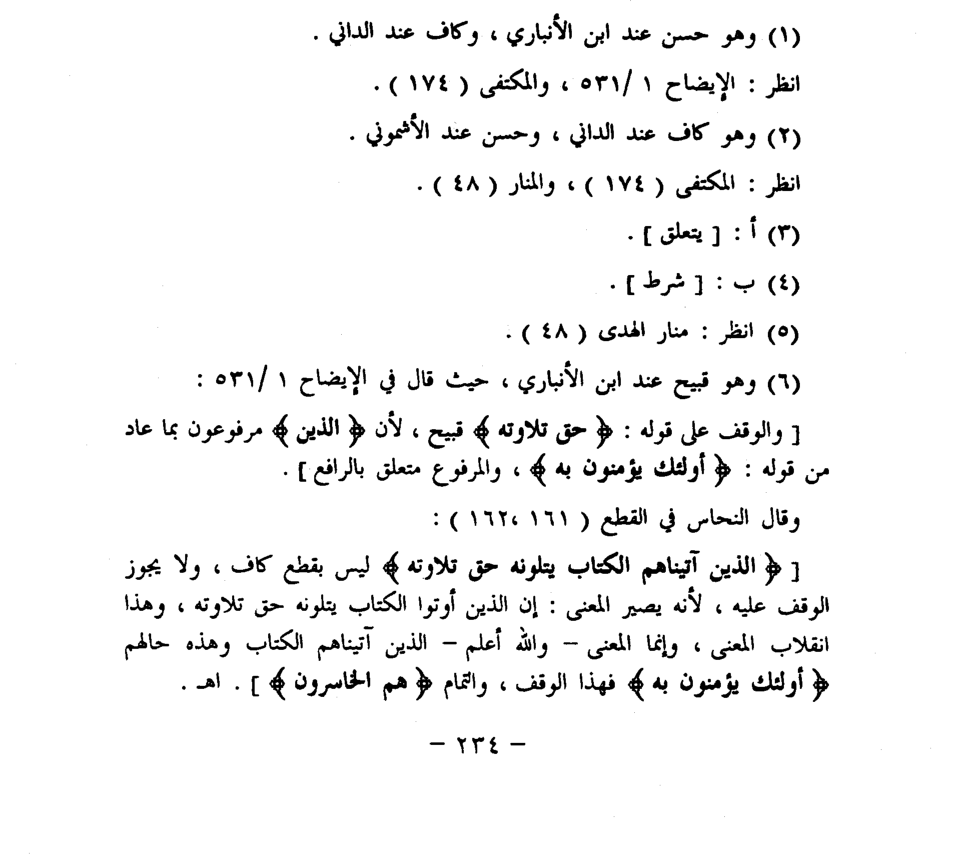 (١) وهو حسن عند ابن الأنباري ، وكاف عند الداني .
انظر : الإيضاح ١ /٥٣١ ، والمكتفى ( ١٧٤ ) .
(٢) وهو كاف عند الداني ، وحسن عند الأشموني .
انظر : المكتفى ( ١٧٤ ) ، والمنار ( ٤٨ ) .
(٣) أ : [ يتعلق ] .
(٤) ب : [ شرط ] .
(٥) انظر : منار الهدى ( ٤٨ ) .
(٦) وهو قبيح عند ابن الأنباري ، حيث قال في الإيضاح ١ /٥٣١ :
[ والوقف على قوله : ﴿ حق تلاوته ﴾ قبيح ، لأن ﴿ الذين ﴾ مرفوعون بما عاد
من قوله : ﴿ أولئك يؤمنون به ﴾ ، والمرفوع متعلق بالرافع ] .
وقال النحاس في القطع ( ١٦١ ،١٦٢ ) :
[ ﴿ الذين آتيناهم الكتاب يتلونه حق تلاوته ﴾ ليس بقطع كاف ، ولا يجوز
الوقف عليه ، لأنه يصير المعنى : إن الذين أوتوا الكتاب يتلونه حق تلاوته ، وهذا
انقلاب المعنى ، وإنما المعنى – والله أعلم – الذين آتيناهم الكتاب وهذه حالهم
﴿ أولئك يؤمنون به ﴾ فهذا الوقف ، والتمام ﴿ هم الخاسرون ﴾ ] . اهـ .
– ٢٣٤ –